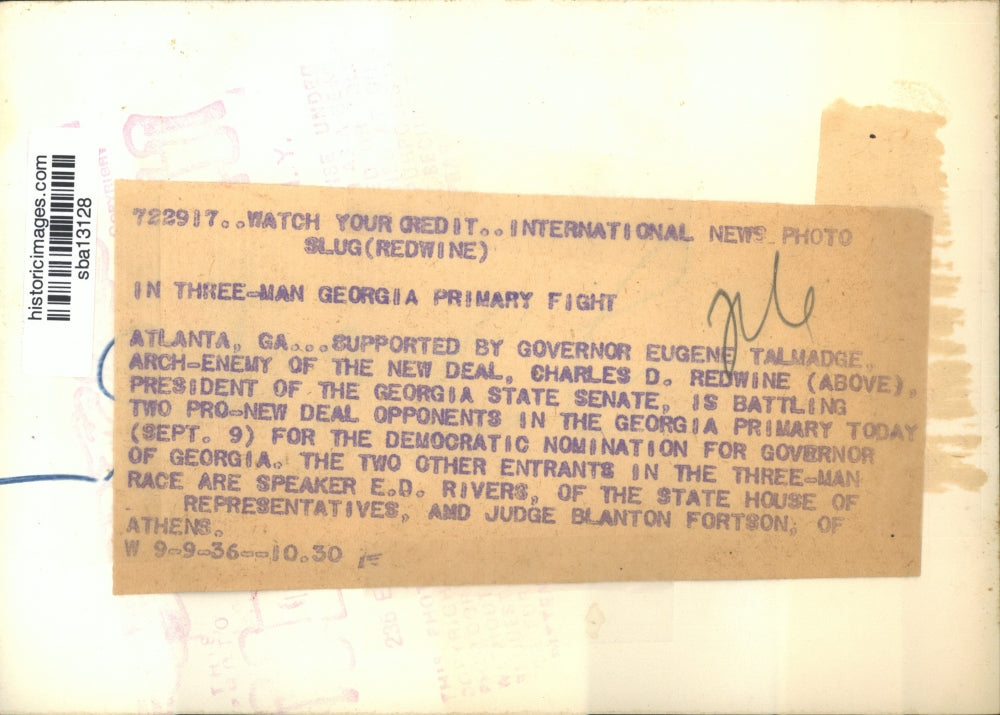 historicimages.com
sba13128
722917..WATCH YOUR CREDIT..INTERNATIONAL NEWS PHOTO
SLUG(REDWINE)
IN THREE-MAN GEORGIA PRIMARY FIGHT
ATLANTA, GA...SUPPORTED BY GOVERNOR EUGENE TALMADGE,
ARCH-ENEMY OF THE NEW DEAL, CHARLES D. REDWINE (ABOVE),
PRESIDENT OF THE GEORGIA STATE SENATE, IS BATTLING
TWO PRO-NEW DEAL OPPONENTS IN THE GEORGIA PRIMARY TODAY
(SEPT. 9) FOR THE DEMOCRATIC NOMINATION FOR GOVERNOR
OF GEORGIA. THE TWO OTHER ENTRANTS IN THE THREE-MAN
RACE ARE SPEAKER E.D. RIVERS, OF THE STATE HOUSE OF
REPRESENTATIVES, AND JUDGE BLANTON FORTSON, OF
ATHENS.
W 9-9-36--10.30